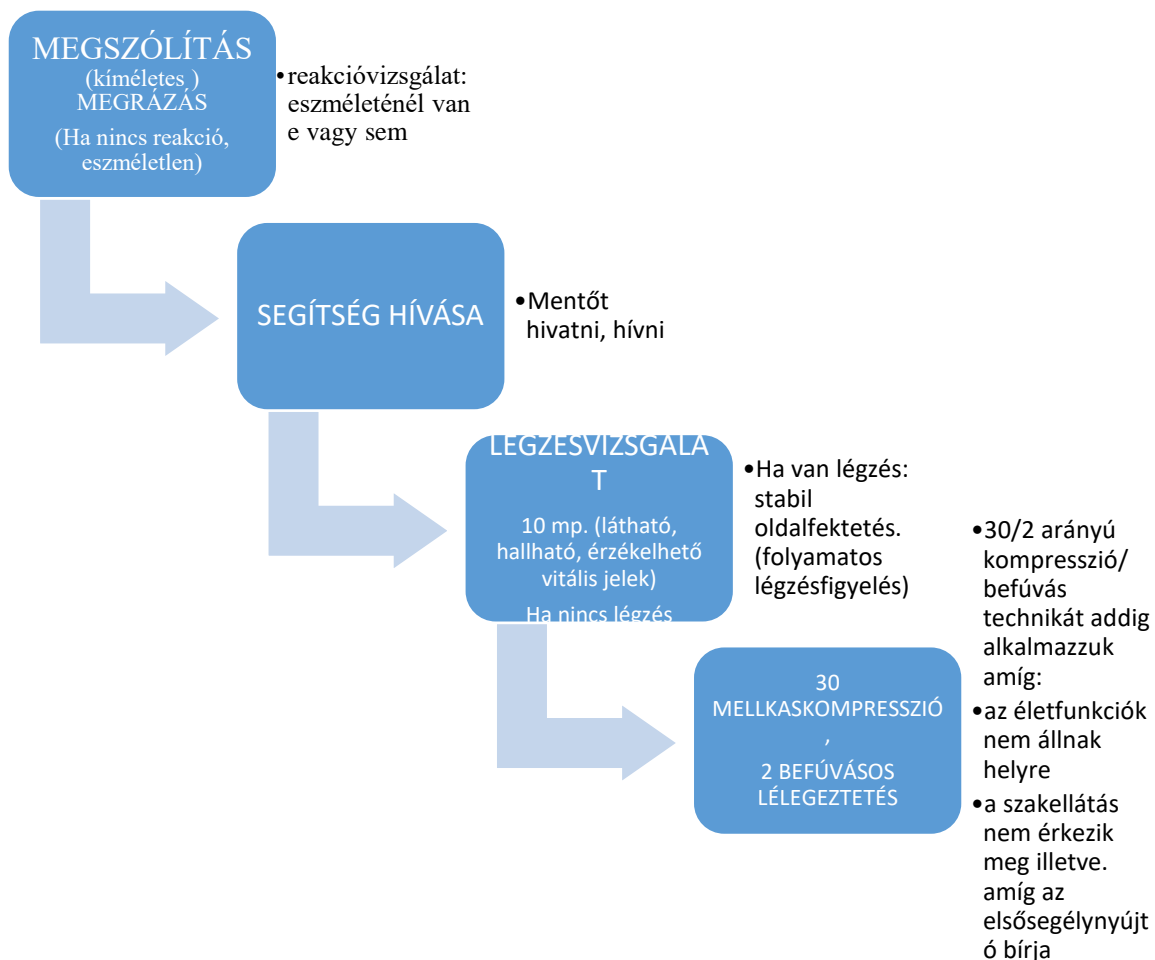 MEGSZÓLÍTÁS
(kíméletes )
MEGRÁZÁS
(Ha nincs reakció,
eszméletlen)
•reakcióvizsgálat:
eszméleténél van
e vagy sem
SEGÍTSÉG HÍVÁSA
•Mentőt
hivatni, hívni
LÉGZÉSVIZSGÁLA
T
10 mp. (látható,
hallható, érzékelhető
vitális jelek)
Ha nincs légzés
•Ha van légzés:
stabil
oldalfektetés.
(folyamatos
légzésfigyelés)
30
MELLKASKOMPRESSZIÓ
,
2 BEFÚVÁSOS
LÉLEGEZTETÉS
•30/2 arányú
kompresszió/
befúvás
technikát addig
alkalmazzuk
amíg:
•az életfunkciók
nem állnak
helyre
•a szakellátás
nem érkezik
meg illetve.
amíg az
elsősegélynyújt
ó bírja